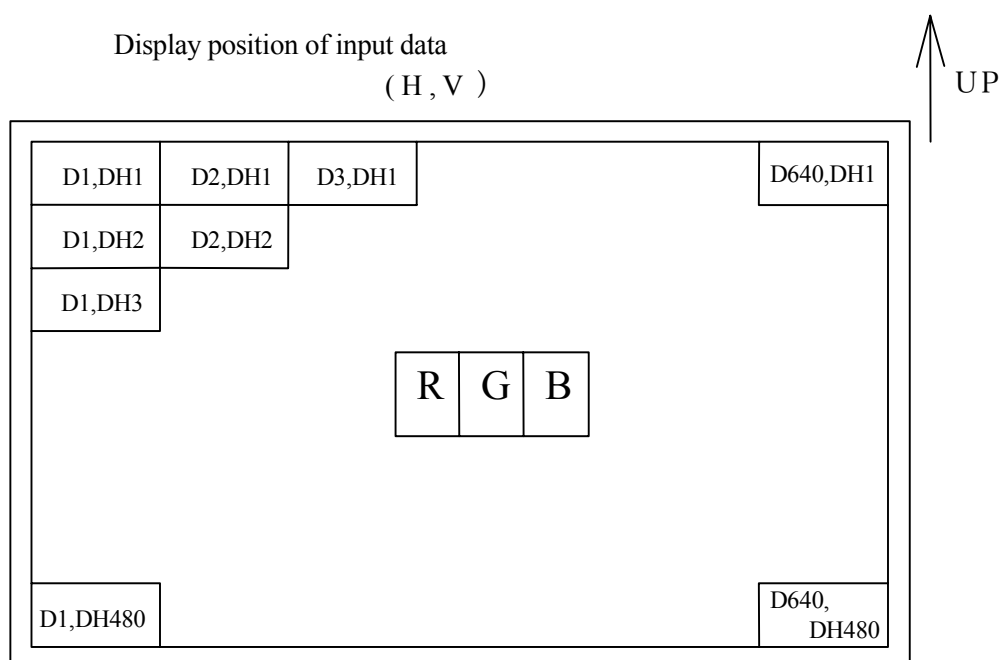 Display position of input data
( H , V )
UP
D1,DH1 D2,DH1 D3,DH1 D640,DH1
D1,DH2 D2,DH2
D1,DH3
R G B
D1,DH480 D640,
DH480